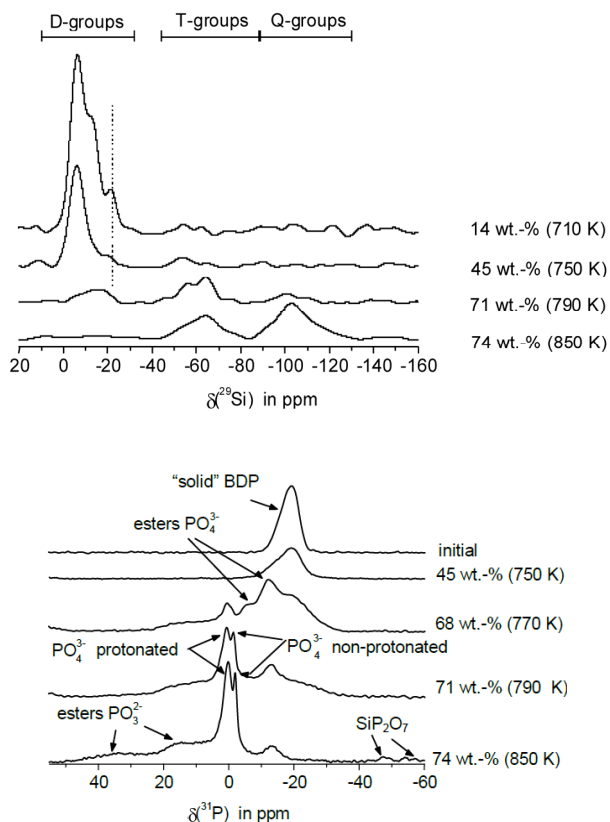 D-groups T-groups Q-groups
14 wt.-% (710 K)
45 wt.-% (750 K)
71 wt.-% (790 K)
74 wt.-% (850 K)
20 0 -20 -40 -60 -80 -100 -120 -140 -160
δ(²⁹Si) in ppm
"solid" BDP
esters PO₄³⁻
initial
45 wt.-% (750 K)
68 wt.-% (770 K)
PO₄³⁻ protonated
PO₄³⁻ non-protonated
71 wt.-% (790 K)
esters PO₃²⁻
SiP₂O₇
74 wt.-% (850 K)
40 20 0 -20 -40 -60
δ(³¹P) in ppm